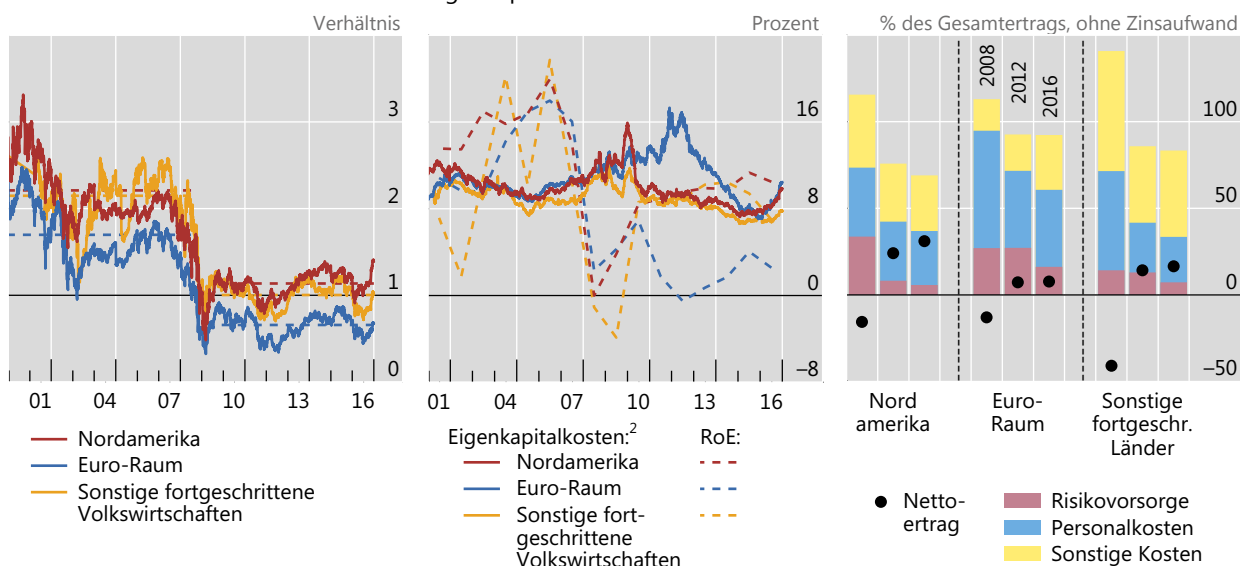 Verhältnis
3
2
1
0
01 04 07 10 13 16
Nordamerika
Euro-Raum
Sonstige fortgeschrittene
Volkswirtschaften
Prozent
16
8
0
–8
01 04 07 10 13 16
Eigenkapitalkosten:2 RoE:
Nordamerika
Euro-Raum
Sonstige fort-
geschrittene
Volkswirtschaften
% des Gesamtertrags, ohne Zinsaufwand
2008
2012
2016
100
50
0
–50
Nord
amerika
Euro-
Raum
Sonstige
fortgeschr.
Länder
Netto-
ertrag
Risikovorsorge
Personalkosten
Sonstige Kosten